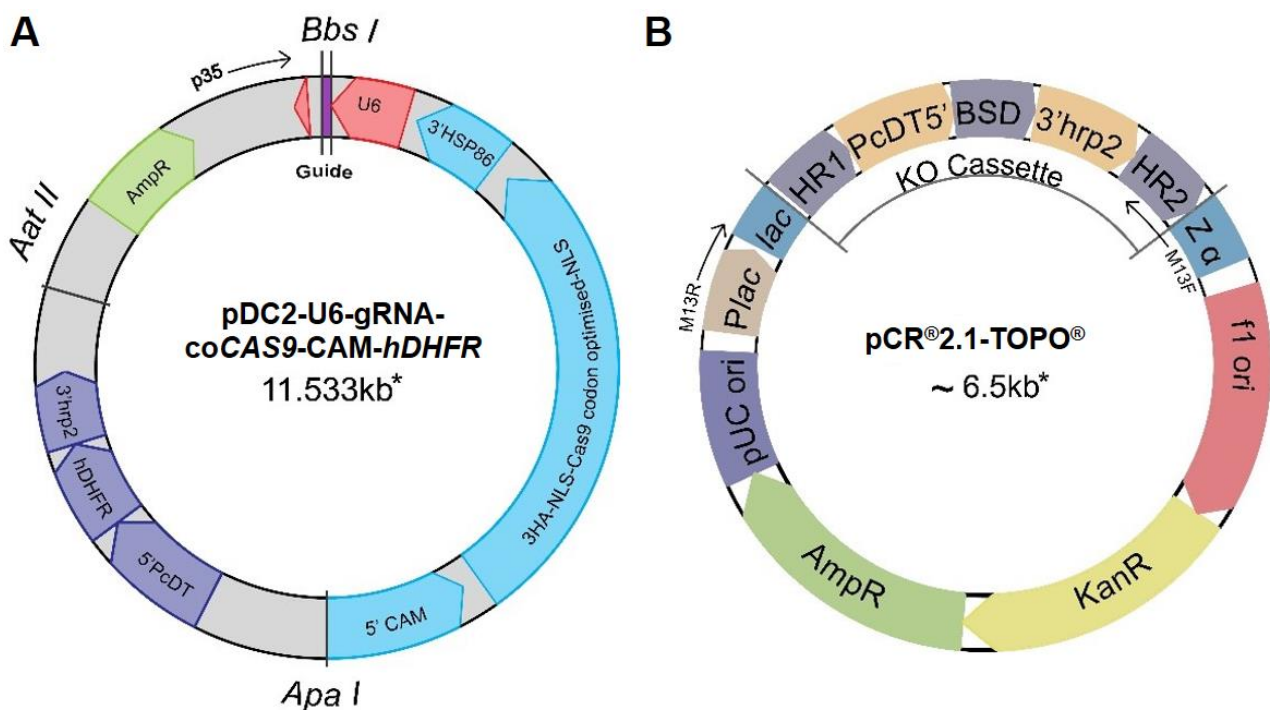 A
Bbs I
p35
U6
3'HSP86
Guide
AmpR
Aat II
3HA-NLS-Cas9 codon optimised-NLS
pDC2-U6-gRNA-
coCAS9-CAM-hDHFR
11.533kb*
3'hrp2
hDHFR
5'PcDT
5' CAM
Apa I
B
PcDT5'
BSD
3'hrp2
HR1
HR2
KO Cassette
lac
Z α
M13R
M13F
Plac
pCR®2.1-TOPO®
~ 6.5kb*
f1 ori
pUC ori
AmpR
KanR